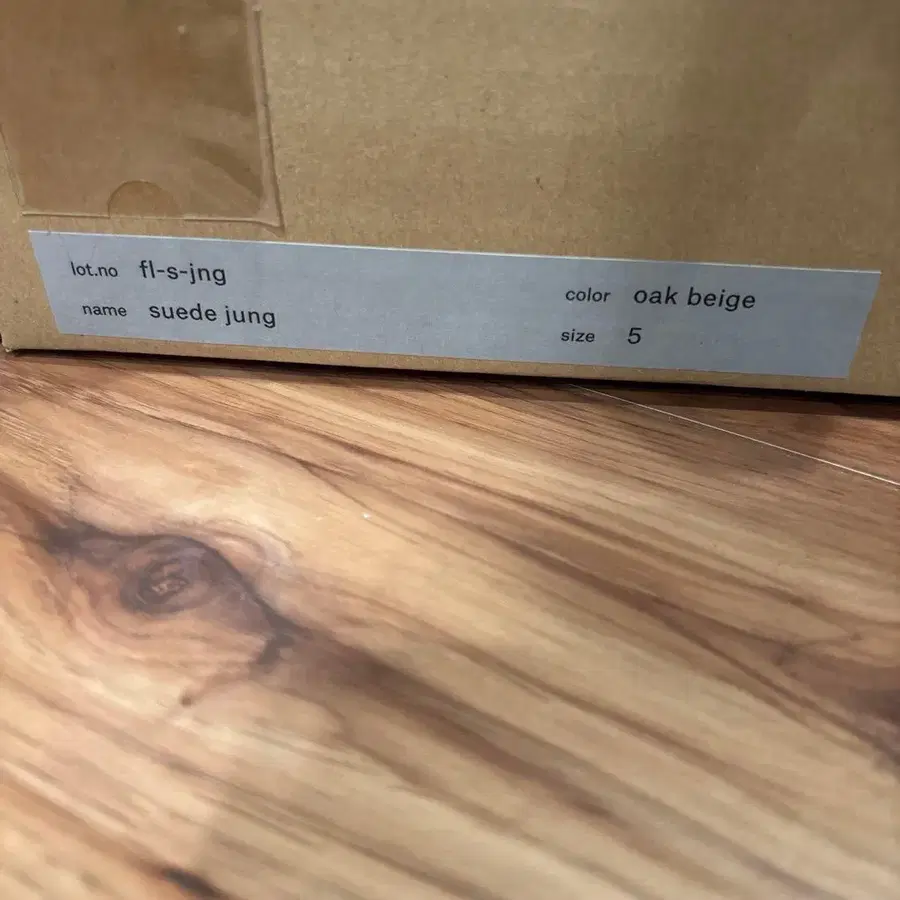 lot.no fl-s-jng
name suede jung
color oak beige
size 5